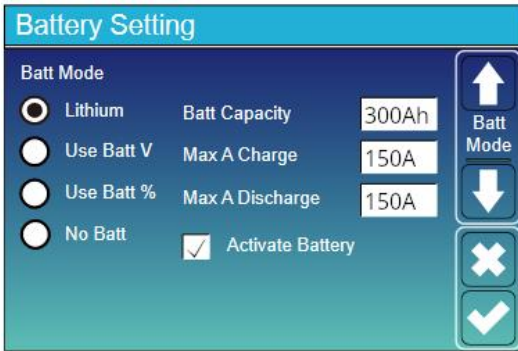 Battery Setting
Batt Mode
Lithium
Use Batt V
Use Batt %
No Batt
Batt Capacity 300Ah
Max A Charge 150A
Max A Discharge 150A
Activate Battery
Batt
Mode